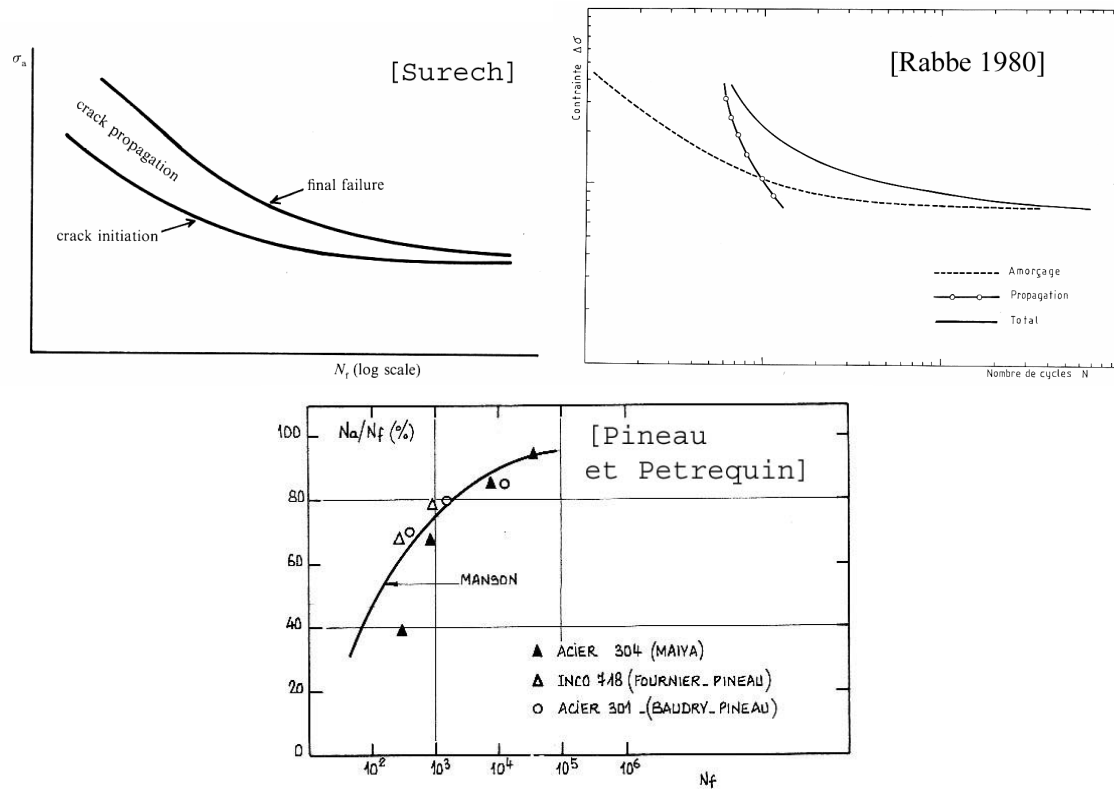 σa
[Surech]
crack propagation
final failure
crack initiation
Nf (log scale)
Contrainte Δσ
[Rabbe 1980]
Amorçage
Propagation
Total
Nombre de cycles N
Na/Nf (%)
[Pineau
et Petrequin]
100
80
60
40
20
0
MANSON
ACIER 304 (MAIYA)
INCO 718 (FOURNIER_PINEAU)
ACIER 301_(BAUDRY_PINEAU)
10² 10³ 10⁴ 10⁵ 10⁶
Nf